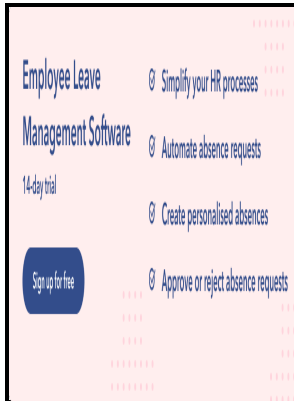 Employee Leave
Management Software
14-day trial
Sign up for free
Simplify your HR processes
Automate absence requests
Create personalised absences
Approve or reject absence requests